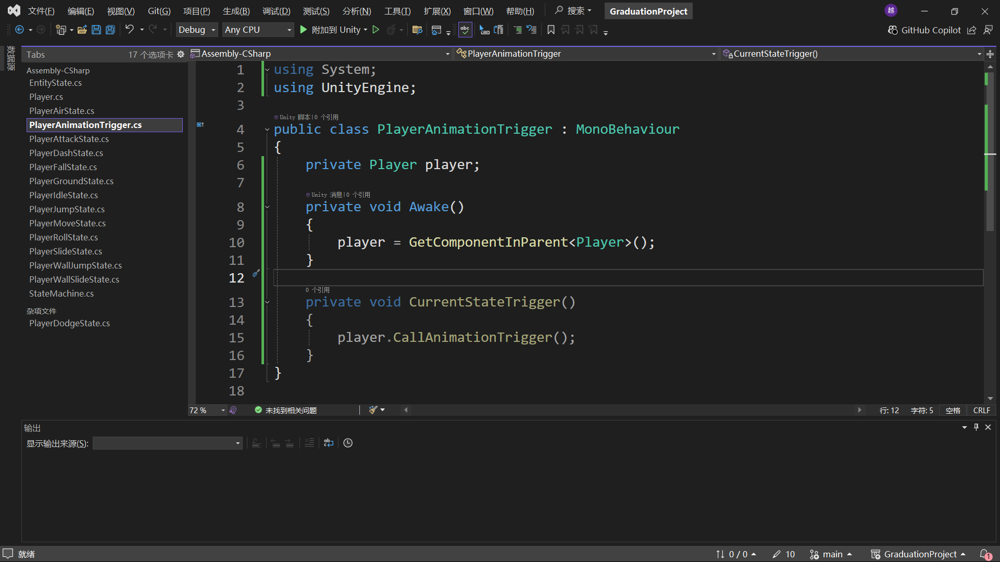 文件(F) 编辑(E) 视图(V) Git(G) 项目(P) 生成(B) 调试(D) 测试(S) 分析(N) 工具(T) 扩展(X) 窗口(W) 帮助(H) 搜索 GraduationProject 越
Debug Any CPU 附加到 Unity abc GitHub Copilot
数据源
Tabs 17 个选项卡
Assembly-CSharp
EntityState.cs
Player.cs
PlayerAirState.cs
PlayerAnimationTrigger.cs
PlayerAttackState.cs
PlayerDashState.cs
PlayerFallState.cs
PlayerGroundState.cs
PlayerIdleState.cs
PlayerJumpState.cs
PlayerMoveState.cs
PlayerRollState.cs
PlayerSlideState.cs
PlayerWallJumpState.cs
PlayerWallSlideState.cs
StateMachine.cs
杂项文件
PlayerDodgeState.cs
Assembly-CSharp PlayerAnimationTrigger CurrentStateTrigger()
1 using System;
2 using UnityEngine;
3
Unity 脚本|0 个引用
4 public class PlayerAnimationTrigger : MonoBehaviour
5 {
6 private Player player;
7
Unity 消息|0 个引用
8 private void Awake()
9 {
10 player = GetComponentInParent<Player>();
11 }
12
0 个引用
13 private void CurrentStateTrigger()
14 {
15 player.CallAnimationTrigger();
16 }
17 }
18
72 % 未找到相关问题 行: 12 字符: 5 空格 CRLF
输出
显示输出来源(S):
就绪 0 / 0 10 main GraduationProject 1